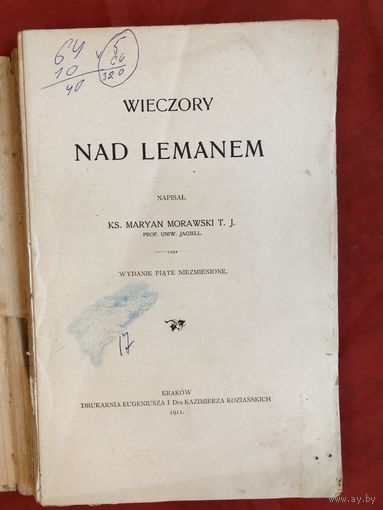 64 x 5
10 64
40 320
WIECZORY
NAD LEMANEM
NAPISAŁ
KS. MARYAN MORAWSKI T. J.
PROF. UNIW. JAGIELL.
WYDANIE PIĄTE NIEZMIENIONE.
17
KRAKÓW
DRUKARNIA EUGENIUSZA I Dra KAZIMIERZA KOZIAŃSKICH
1911.
https://www.ay.by